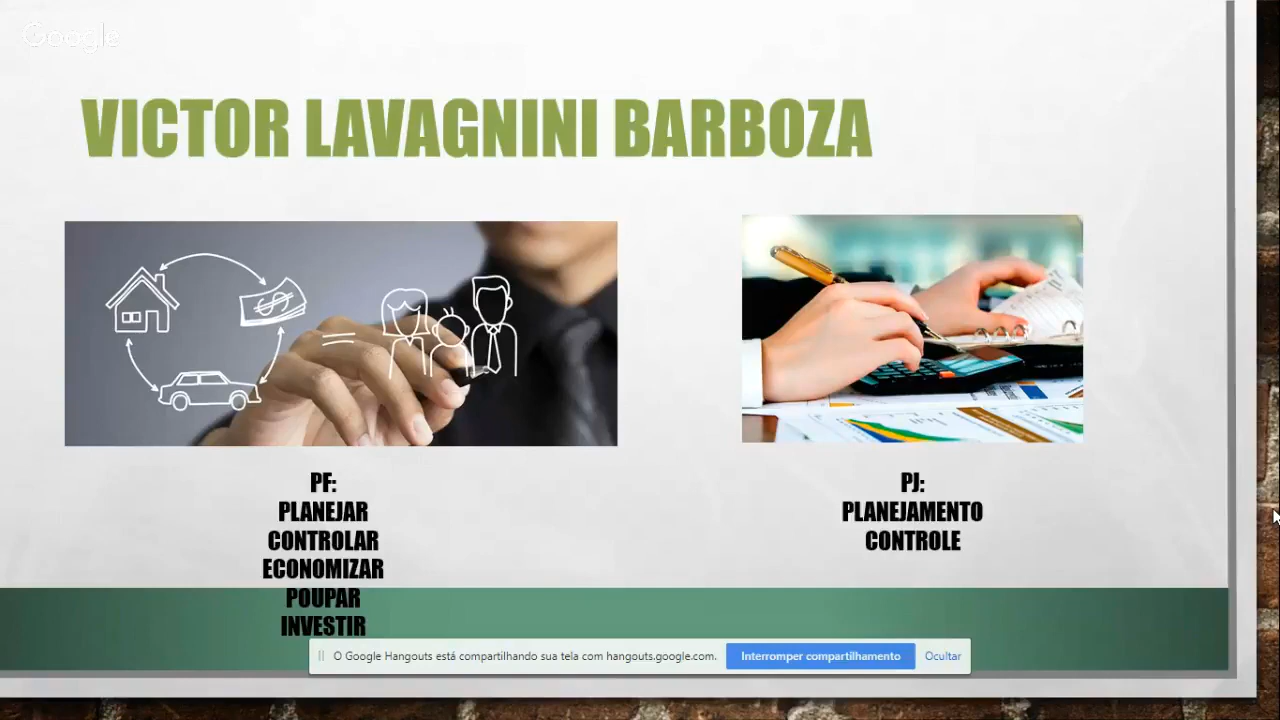 Google
VICTOR LAVAGNINI BARBOZA
PF:
PLANEJAR
CONTROLAR
ECONOMIZAR
POUPAR
INVESTIR
PJ:
PLANEJAMENTO
CONTROLE
O Google Hangouts está compartilhando sua tela com hangouts.google.com.
Interromper compartilhamento
Ocultar